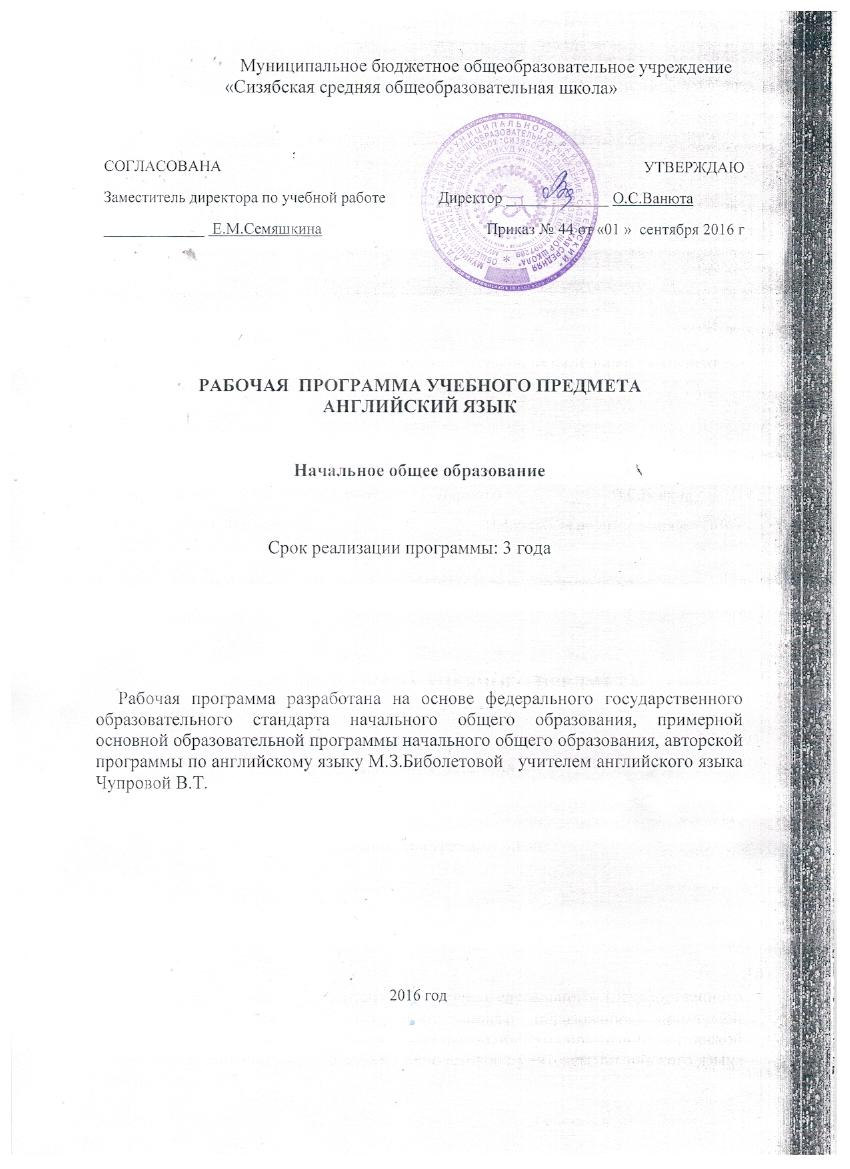 Муниципальное бюджетное общеобразовательное учреждение
«Сизябская средняя общеобразовательная школа»
СОГЛАСОВАНА УТВЕРЖДАЮ
Заместитель директора по учебной работе Директор ____________ О.С.Ванюта
____________ Е.М.Семяшкина Приказ № 44 от «01 » сентября 2016 г
РАБОЧАЯ ПРОГРАММА УЧЕБНОГО ПРЕДМЕТА
АНГЛИЙСКИЙ ЯЗЫК
Начальное общее образование
Срок реализации программы: 3 года
Рабочая программа разработана на основе федерального государственного
образовательного стандарта начального общего образования, примерной
основной образовательной программы начального общего образования, авторской
программы по английскому языку М.З.Биболетовой учителем английского языка
Чупровой В.Т.
2016 год